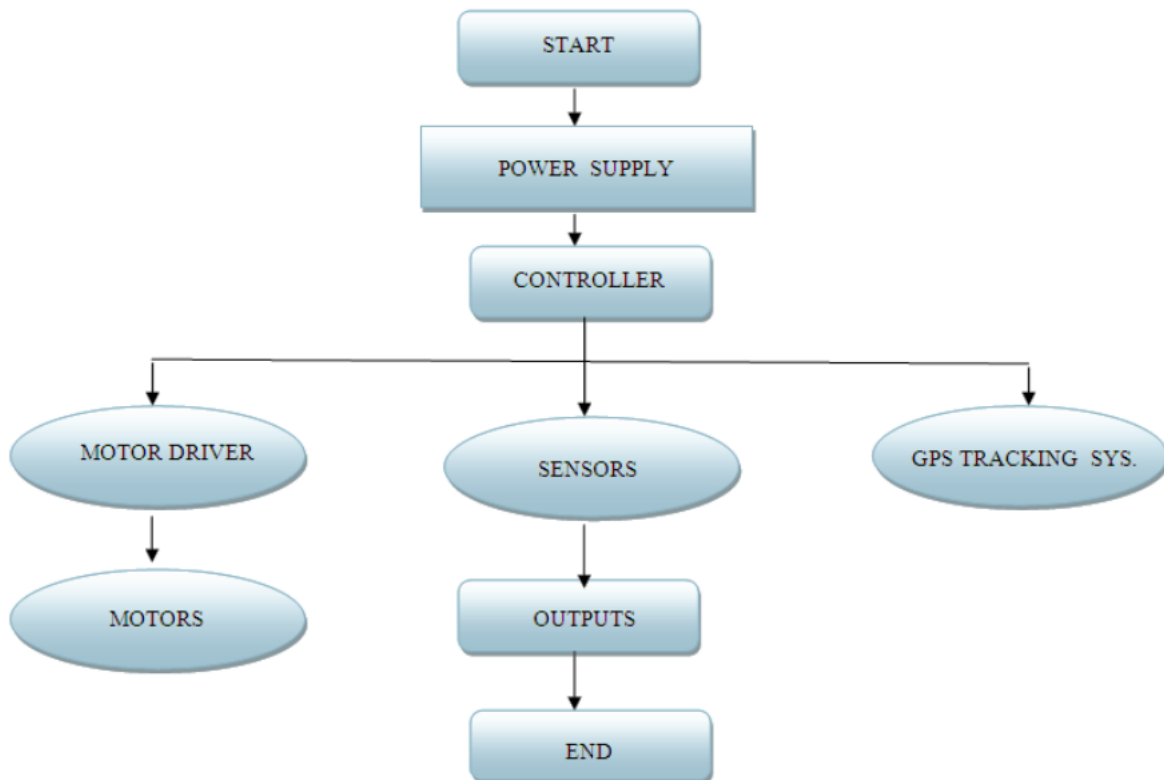 START
POWER SUPPLY
CONTROLLER
MOTOR DRIVER
SENSORS
GPS TRACKING SYS.
MOTORS
OUTPUTS
END